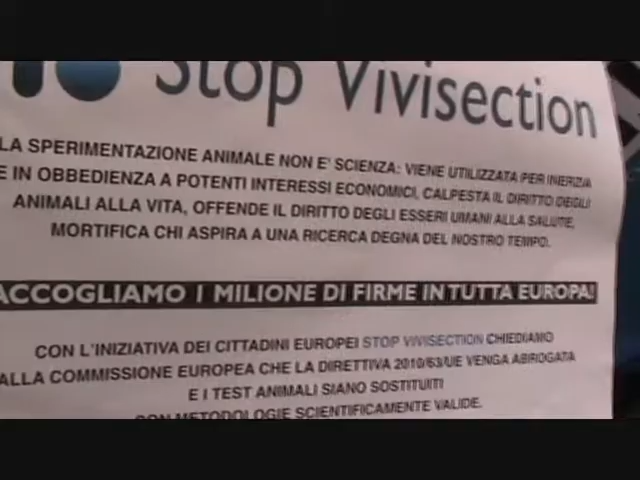 Stop Vivisection
LA SPERIMENTAZIONE ANIMALE NON E' SCIENZA: VIENE UTILIZZATA PER INERZIA
E IN OBBEDIENZA A POTENTI INTERESSI ECONOMICI, CALPESTA IL DIRITTO DEGLI
ANIMALI ALLA VITA, OFFENDE IL DIRITTO DEGLI ESSERI UMANI ALLA SALUTE,
MORTIFICA CHI ASPIRA A UNA RICERCA DEGNA DEL NOSTRO TEMPO.
ACCOGLIAMO 1 MILIONE DI FIRME IN TUTTA EUROPA!
CON L'INIZIATIVA DEI CITTADINI EUROPEI STOP VIVISECTION CHIEDIAMO
ALLA COMMISSIONE EUROPEA CHE LA DIRETTIVA 2010/63/UE VENGA ABROGATA
E I TEST ANIMALI SIANO SOSTITUITI
CON METODOLOGIE SCIENTIFICAMENTE VALIDE.